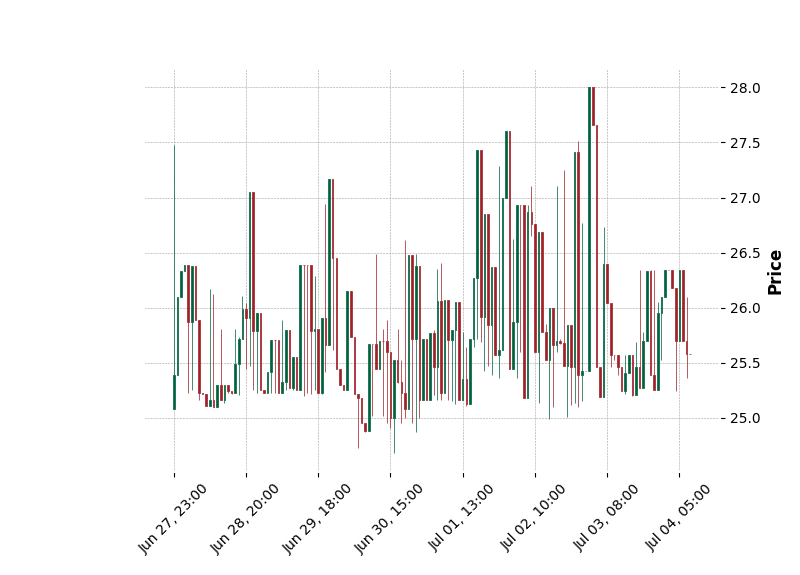 28.0
27.5
27.0
26.5
26.0
25.5
25.0
Price
Jun 27, 23:00
Jun 28, 20:00
Jun 29, 18:00
Jun 30, 15:00
Jul 01, 13:00
Jul 02, 10:00
Jul 03, 08:00
Jul 04, 05:00